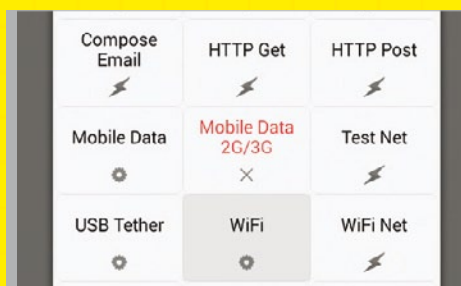 Compose
Email
HTTP Get
HTTP Post
Mobile Data
Mobile Data
2G/3G
Test Net
USB Tether
WiFi
WiFi Net